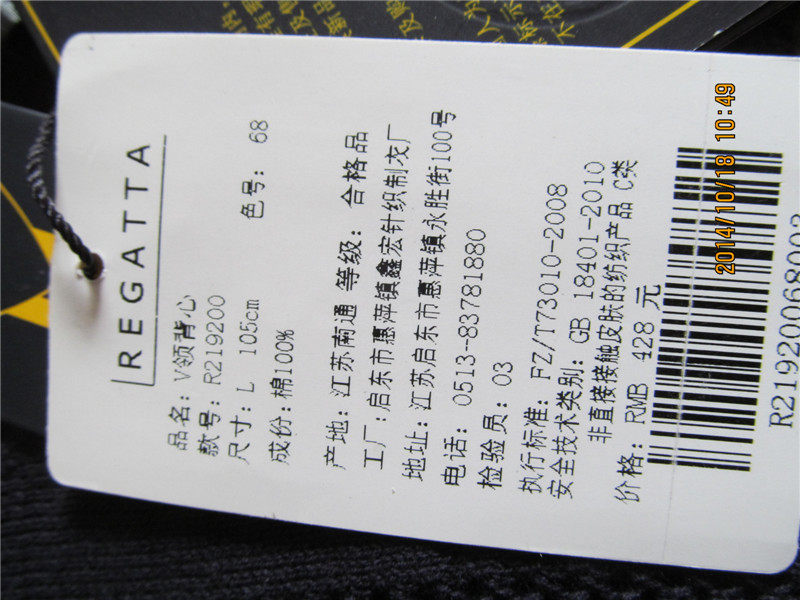 REGATTA
品名: V领背心
款号: R219200 色号: 68
尺寸: L 105cm
成份: 棉100%
产地: 江苏南通 等级: 合格品
工厂: 启东市惠萍镇鑫宏针织制衣厂
地址: 江苏启东市惠萍镇永胜街100号
电话: 0513-83781880
检验员: 03
执行标准: FZ/T73010-2008
安全技术类别: GB 18401-2010
非直接接触皮肤的纺织产品 C类
价格: RMB 428 元
R21920068003
2014/10/18 10:49